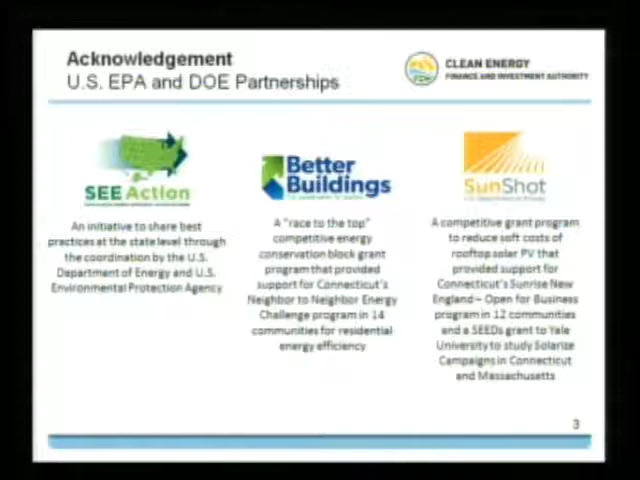 Acknowledgement
U.S. EPA and DOE Partnerships
CLEAN ENERGY
FINANCE AND INVESTMENT AUTHORITY
SEE Action
An initiative to share best
practices at the state level through
the coordination by the U.S.
Department of Energy and U.S.
Environmental Protection Agency
Better
Buildings
A "race to the top"
competitive energy
conservation block grant
program that provided
support for Connecticut's
Neighbor to Neighbor Energy
Challenge program in 14
communities for residential
energy efficiency
SunShot
A competitive grant program
to reduce soft costs of
rooftop solar PV that
provided support for
Connecticut's Sunrise New
England – Open for Business
program in 12 communities
and a SEEDs grant to Yale
University to study Solarize
Campaigns in Connecticut
and Massachusetts
3